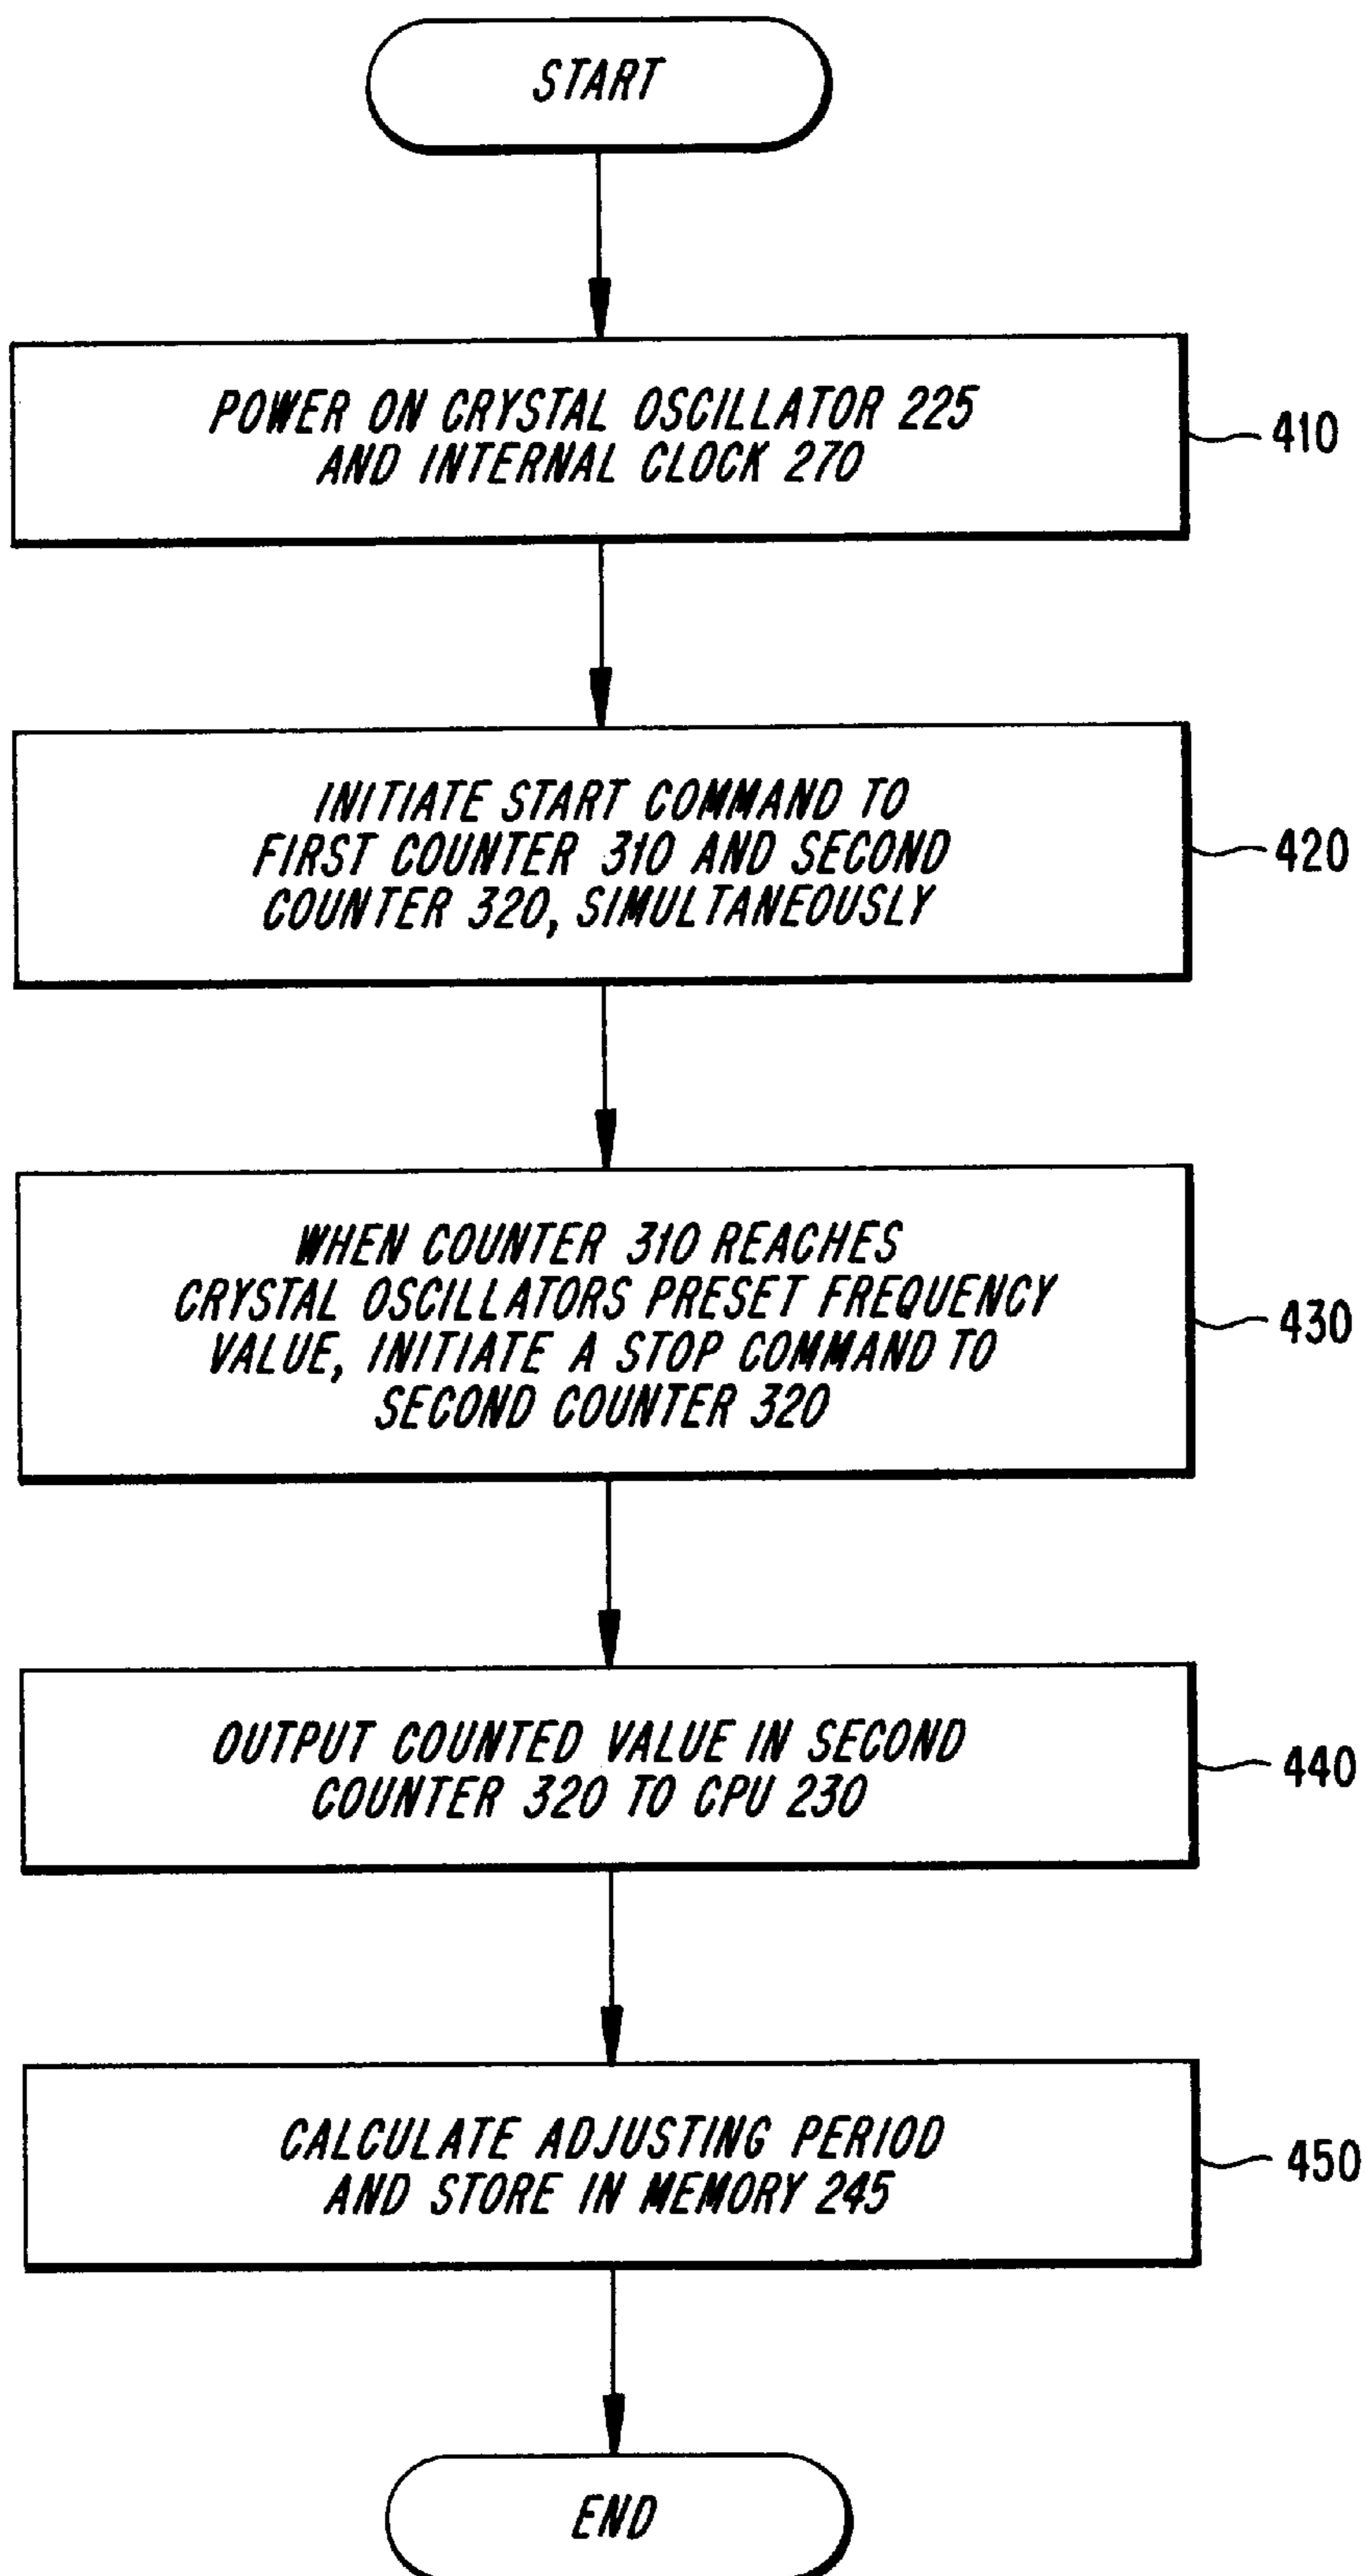 START
POWER ON CRYSTAL OSCILLATOR 225
AND INTERNAL CLOCK 270
410
INITIATE START COMMAND TO
FIRST COUNTER 310 AND SECOND
COUNTER 320, SIMULTANEOUSLY
420
WHEN COUNTER 310 REACHES
CRYSTAL OSCILLATORS PRESET FREQUENCY
VALUE, INITIATE A STOP COMMAND TO
SECOND COUNTER 320
430
OUTPUT COUNTED VALUE IN SECOND
COUNTER 320 TO CPU 230
440
CALCULATE ADJUSTING PERIOD
AND STORE IN MEMORY 245
450
END